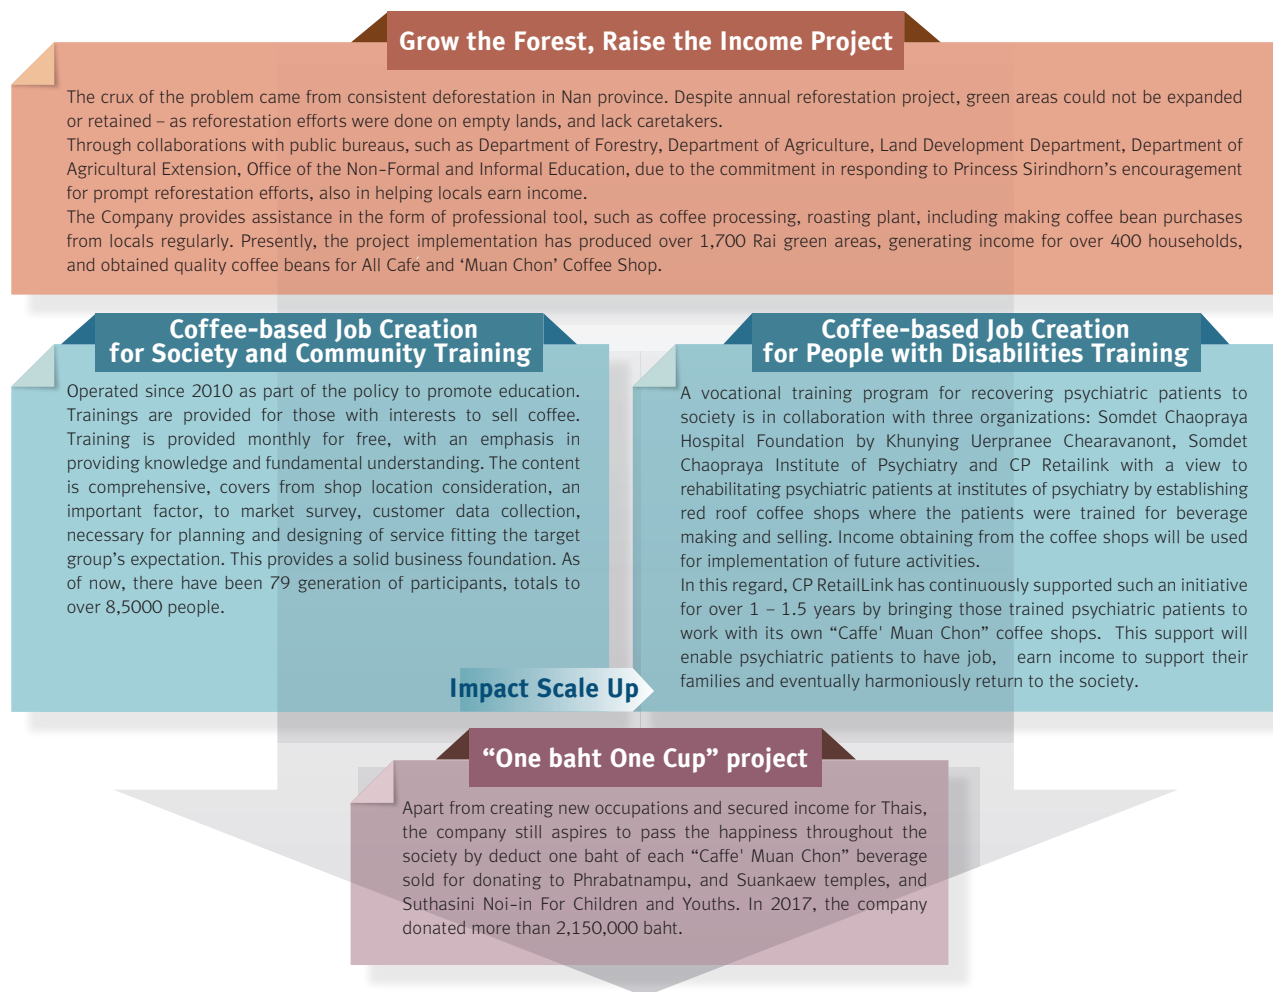 Grow the Forest, Raise the Income Project
The crux of the problem came from consistent deforestation in Nan province. Despite annual reforestation project, green areas could not be expanded
or retained – as reforestation efforts were done on empty lands, and lack caretakers.
Through collaborations with public bureaus, such as Department of Forestry, Department of Agriculture, Land Development Department, Department of
Agricultural Extension, Office of the Non-Formal and Informal Education, due to the commitment in responding to Princess Sirindhorn's encouragement
for prompt reforestation efforts, also in helping locals earn income.
The Company provides assistance in the form of professional tool, such as coffee processing, roasting plant, including making coffee bean purchases
from locals regularly. Presently, the project implementation has produced over 1,700 Rai green areas, generating income for over 400 households,
and obtained quality coffee beans for All Café and ‘Muan Chon’ Coffee Shop.
Coffee-based Job Creation
for Society and Community Training
Operated since 2010 as part of the policy to promote education.
Trainings are provided for those with interests to sell coffee.
Training is provided monthly for free, with an emphasis in
providing knowledge and fundamental understanding. The content
is comprehensive, covers from shop location consideration, an
important factor, to market survey, customer data collection,
necessary for planning and designing of service fitting the target
group's expectation. This provides a solid business foundation. As
of now, there have been 79 generation of participants, totals to
over 8,5000 people.
Coffee-based Job Creation
for People with Disabilities Training
A vocational training program for recovering psychiatric patients to
society is in collaboration with three organizations: Somdet Chaopraya
Hospital Foundation by Khunying Uerpranee Chearavanont, Somdet
Chaopraya Institute of Psychiatry and CP Retailink with a view to
rehabilitating psychiatric patients at institutes of psychiatry by establishing
red roof coffee shops where the patients were trained for beverage
making and selling. Income obtaining from the coffee shops will be used
for implementation of future activities.
In this regard, CP RetailLink has continuously supported such an initiative
for over 1 – 1.5 years by bringing those trained psychiatric patients to
work with its own “Caffe' Muan Chon” coffee shops. This support will
enable psychiatric patients to have job, earn income to support their
families and eventually harmoniously return to the society.
Impact Scale Up
“One baht One Cup” project
Apart from creating new occupations and secured income for Thais,
the company still aspires to pass the happiness throughout the
society by deduct one baht of each “Caffe' Muan Chon” beverage
sold for donating to Phrabatnampu, and Suankaew temples, and
Suthasini Noi-in For Children and Youths. In 2017, the company
donated more than 2,150,000 baht.